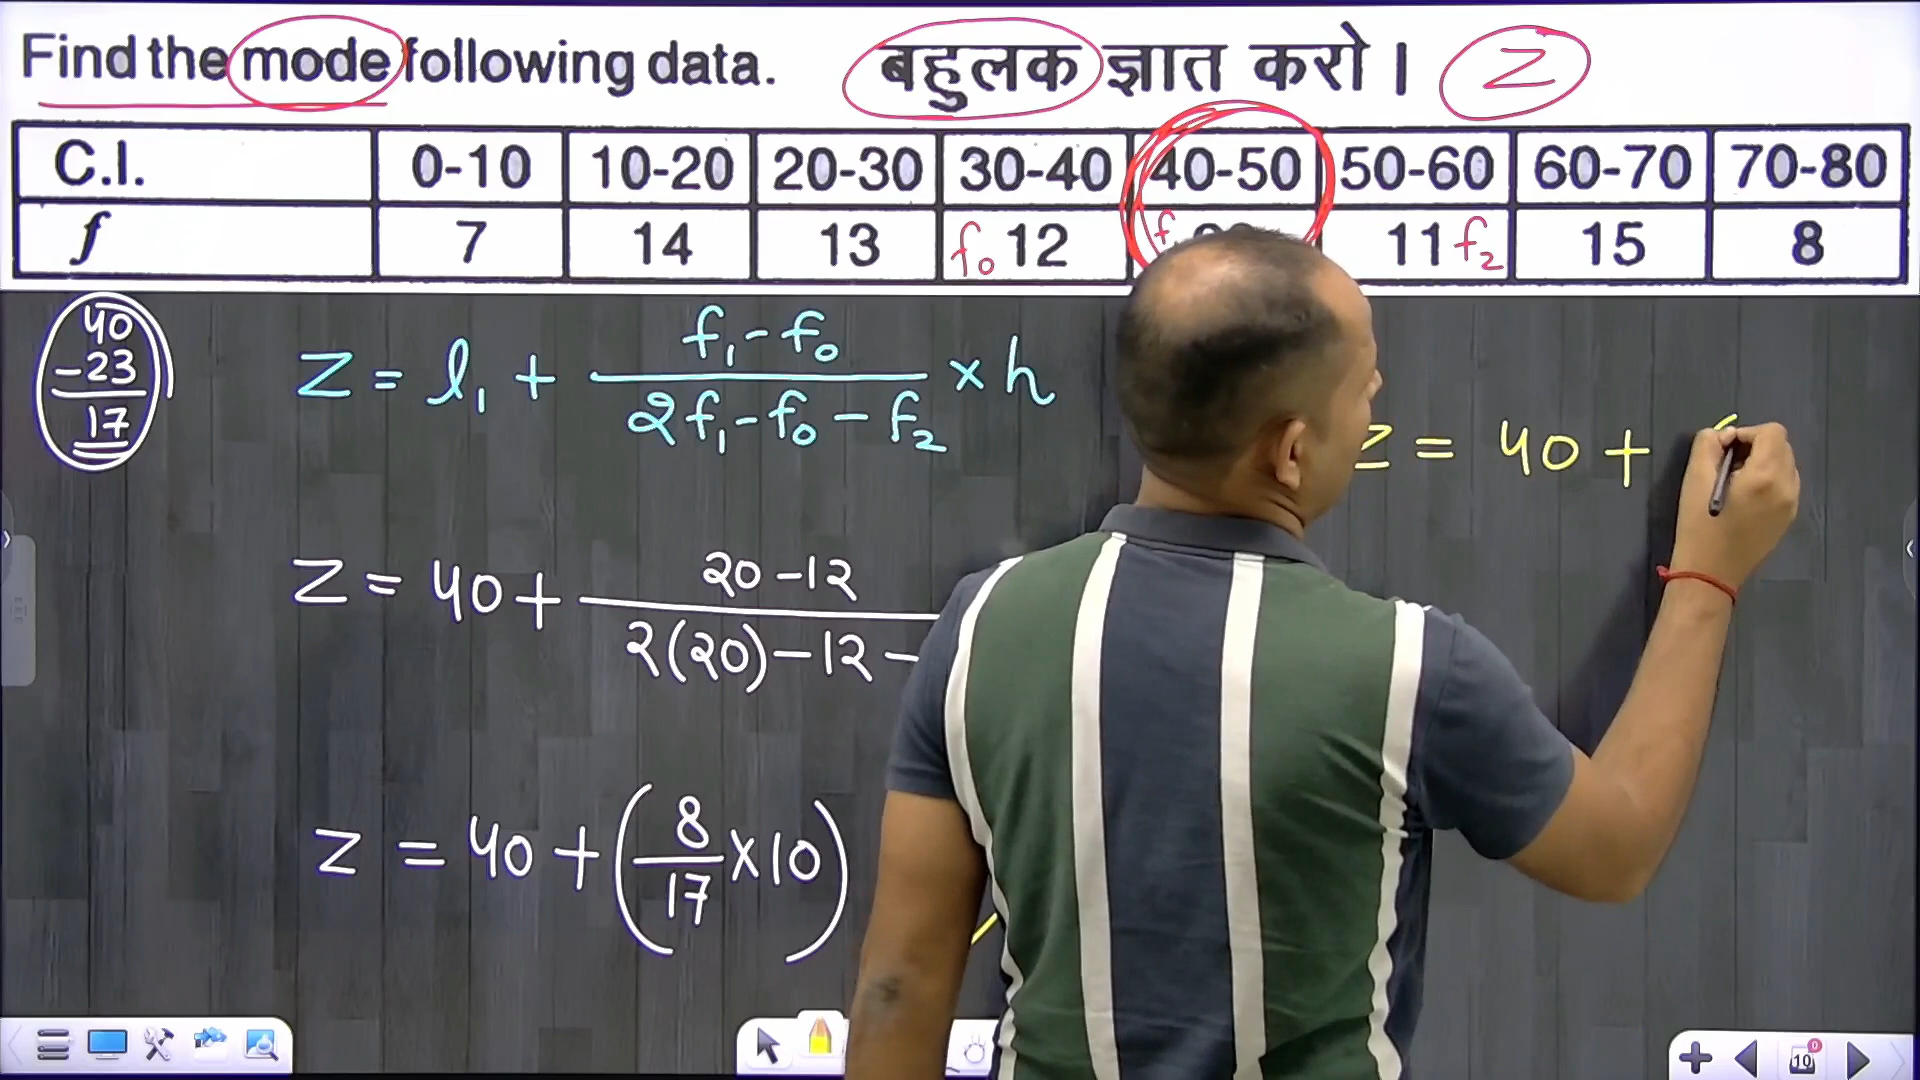 Find the mode following data. बहुलक ज्ञात करो। Z
C.I. 0-10 10-20 20-30 30-40 40-50 50-60 60-70 70-80
f 7 14 13 f₀ 12 f 11 f₂ 15 8
40
-23
17
Z = l₁ + (f₁-f₀)/(2f₁-f₀-f₂) × h
Z = 40 + (20-12)/(2(20)-12-
Z = 40 + (8/17 × 10)
Z = 40 + (
10
0